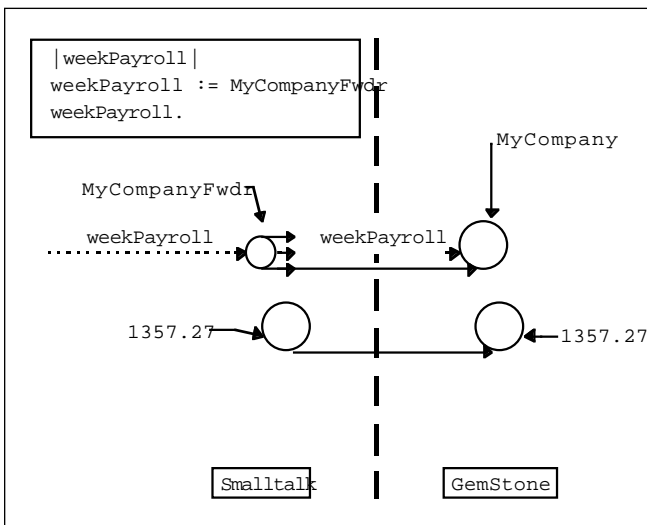 |weekPayroll|
weekPayroll := MyCompanyFwdr
weekPayroll.
MyCompany
MyCompanyFwdr
weekPayroll
weekPayroll
1357.27
1357.27
Smalltalk
GemStone